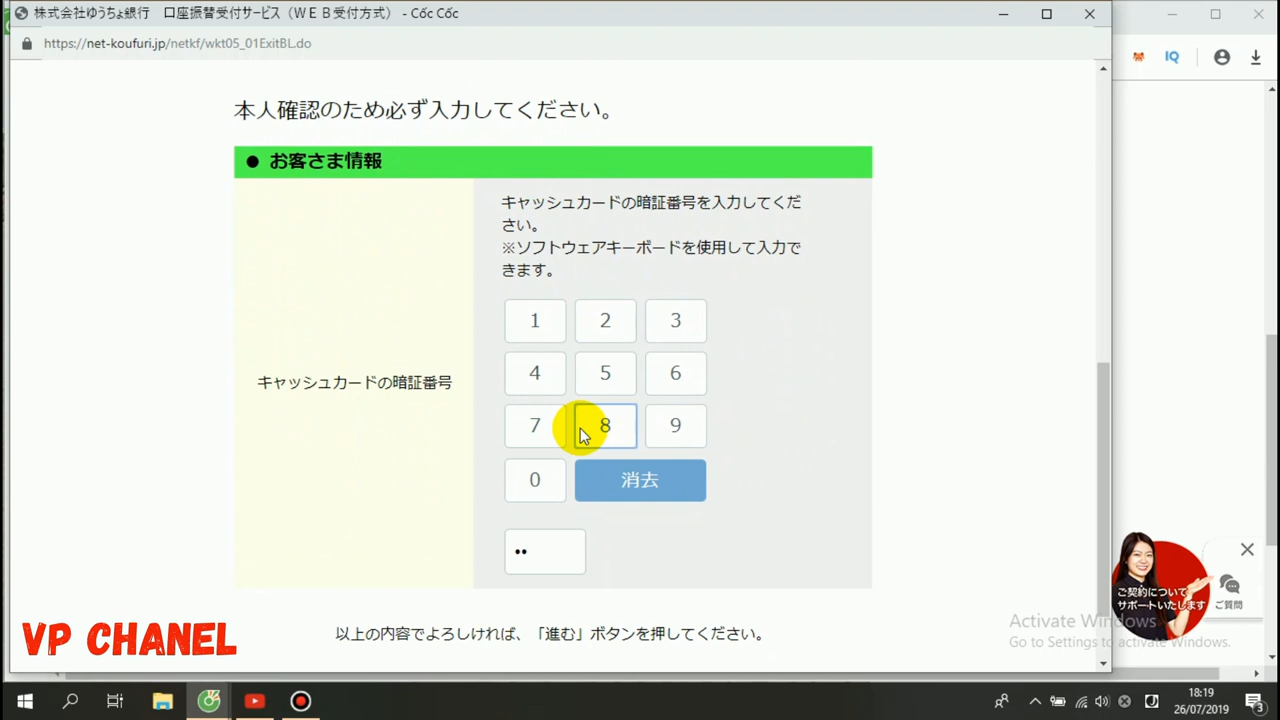 株式会社ゆうちょ銀行　口座振替受付サービス（ＷＥＢ受付方式） - Cốc Cốc
https://net-koufuri.jp/netkf/wkt05_01ExitBL.do
IQ
本人確認のため必ず入力してください。
● お客さま情報
キャッシュカードの暗証番号を入力してくだ
さい。
※ソフトウェアキーボードを使用して入力で
きます。
キャッシュカードの暗証番号
1 2 3
4 5 6
7 8 9
0 消去
••
以上の内容でよろしければ、「進む」ボタンを押してください。
ご契約について
サポートいたします
ご質問
Activate Windows
Go to Settings to activate Windows.
VP CHANEL
18:19
26/07/2019
3